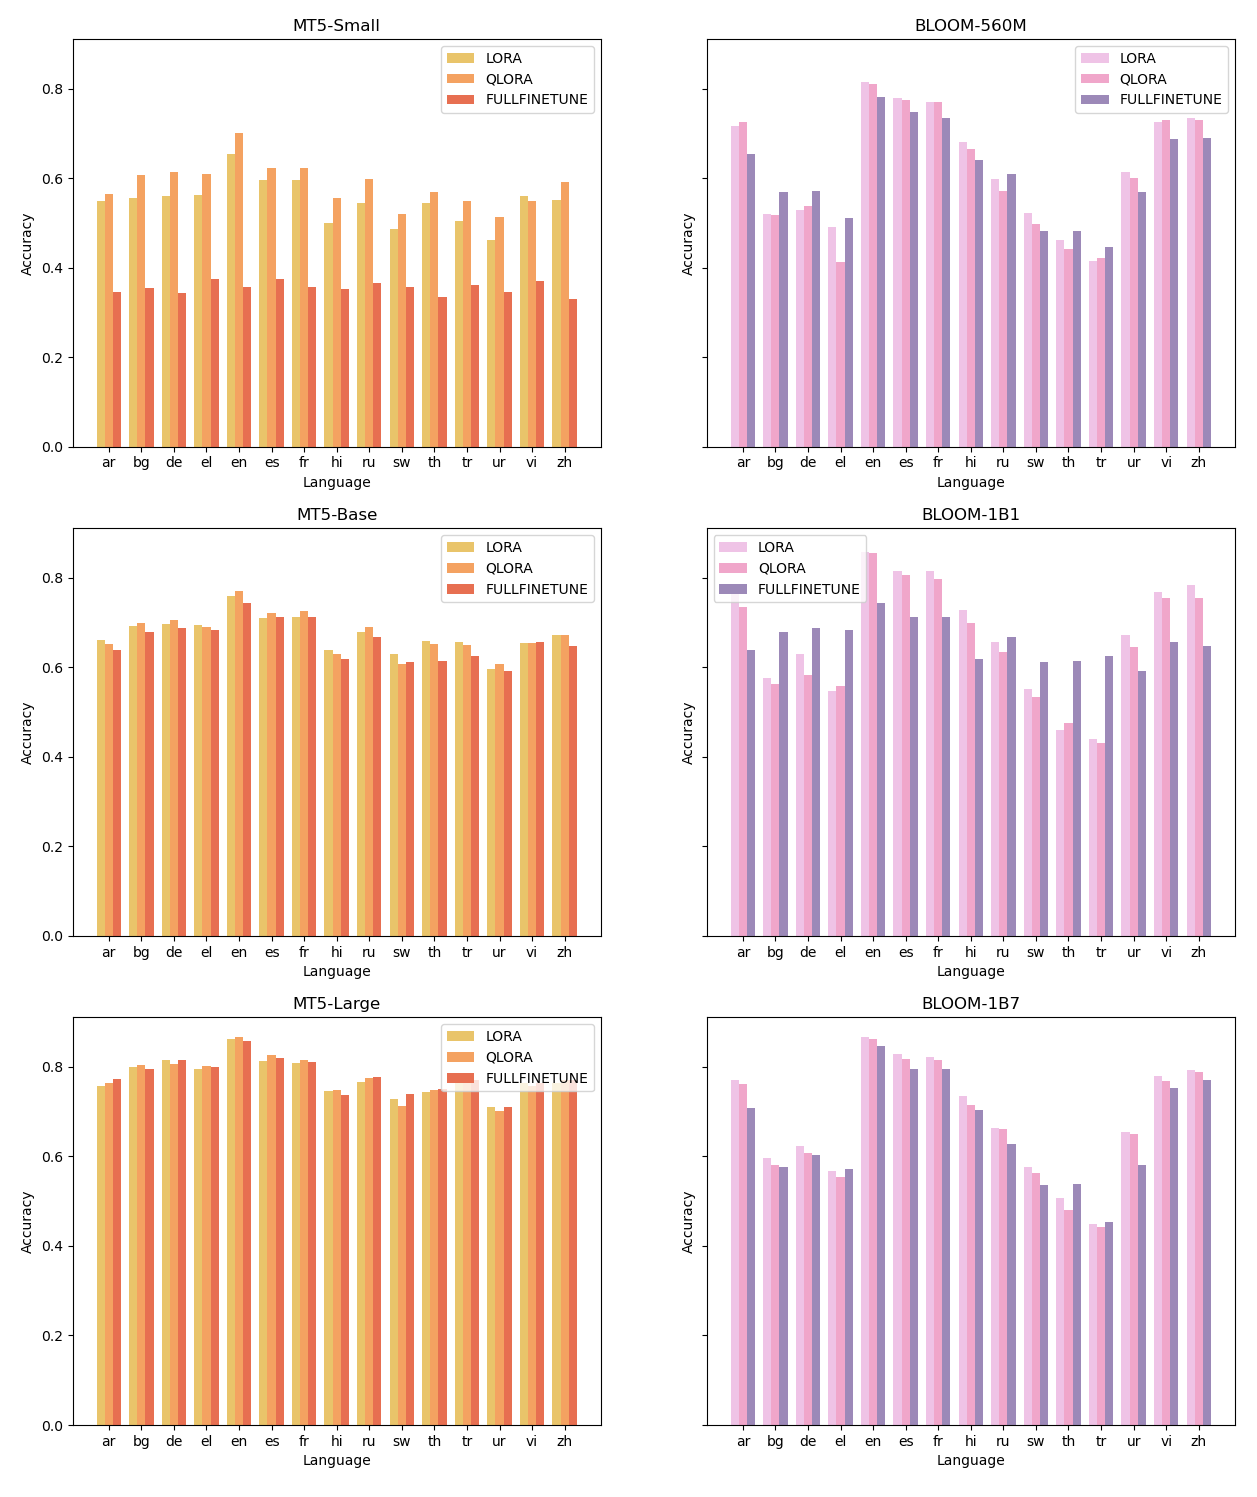 MT5-Small
LORA
QLORA
FULLFINETUNE
Accuracy
0.8
0.6
0.4
0.2
0.0
ar bg de el en es fr hi ru sw th tr ur vi zh
Language
BLOOM-560M
LORA
QLORA
FULLFINETUNE
Accuracy
ar bg de el en es fr hi ru sw th tr ur vi zh
Language
MT5-Base
LORA
QLORA
FULLFINETUNE
Accuracy
0.8
0.6
0.4
0.2
0.0
ar bg de el en es fr hi ru sw th tr ur vi zh
Language
BLOOM-1B1
LORA
QLORA
FULLFINETUNE
Accuracy
ar bg de el en es fr hi ru sw th tr ur vi zh
Language
MT5-Large
LORA
QLORA
FULLFINETUNE
Accuracy
0.8
0.6
0.4
0.2
0.0
ar bg de el en es fr hi ru sw th tr ur vi zh
Language
BLOOM-1B7
Accuracy
ar bg de el en es fr hi ru sw th tr ur vi zh
Language